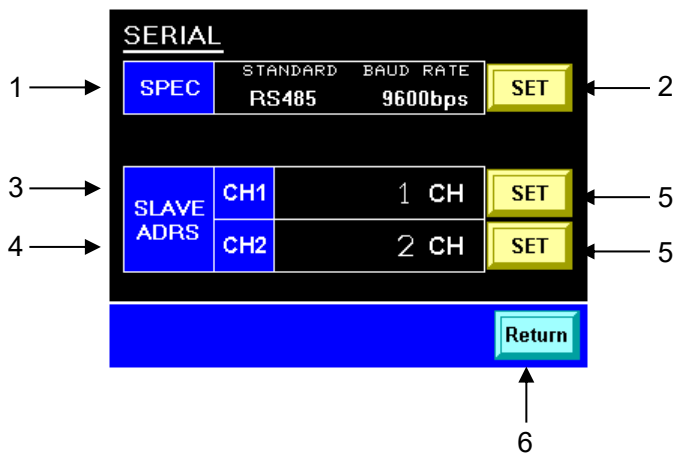 SERIAL
STANDARD BAUD RATE
1 SPEC RS485 9600bps SET 2
3 SLAVE ADRS CH1 1 CH SET 5
4 CH2 2 CH SET 5
Return
6